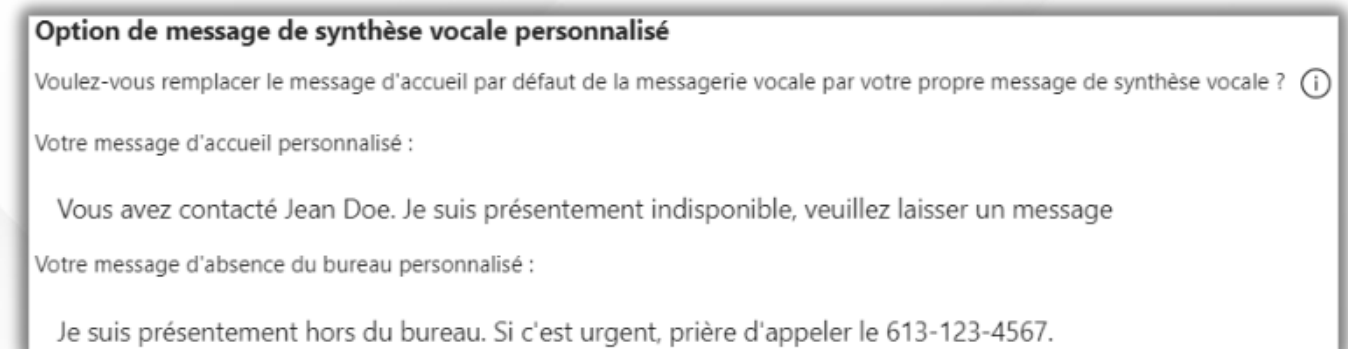 Option de message de synthèse vocale personnalisé
Voulez-vous remplacer le message d'accueil par défaut de la messagerie vocale par votre propre message de synthèse vocale ?
Votre message d'accueil personnalisé :
Vous avez contacté Jean Doe. Je suis présentement indisponible, veuillez laisser un message
Votre message d'absence du bureau personnalisé :
Je suis présentement hors du bureau. Si c'est urgent, prière d'appeler le 613-123-4567.